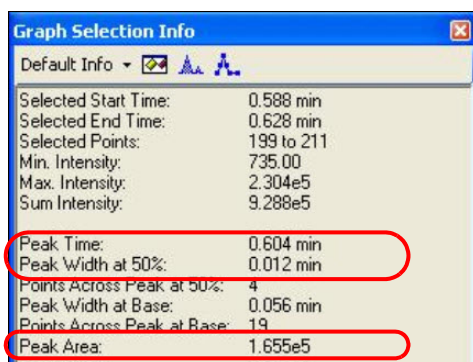 Graph Selection Info
Default Info
Selected Start Time: 0.588 min
Selected End Time: 0.628 min
Selected Points: 199 to 211
Min. Intensity: 735.00
Max. Intensity: 2.304e5
Sum Intensity: 9.288e5
Peak Time: 0.604 min
Peak Width at 50%: 0.012 min
Points Across Peak at 50%: 4
Peak Width at Base: 0.056 min
Points Across Peak at Base: 19
Peak Area: 1.655e5